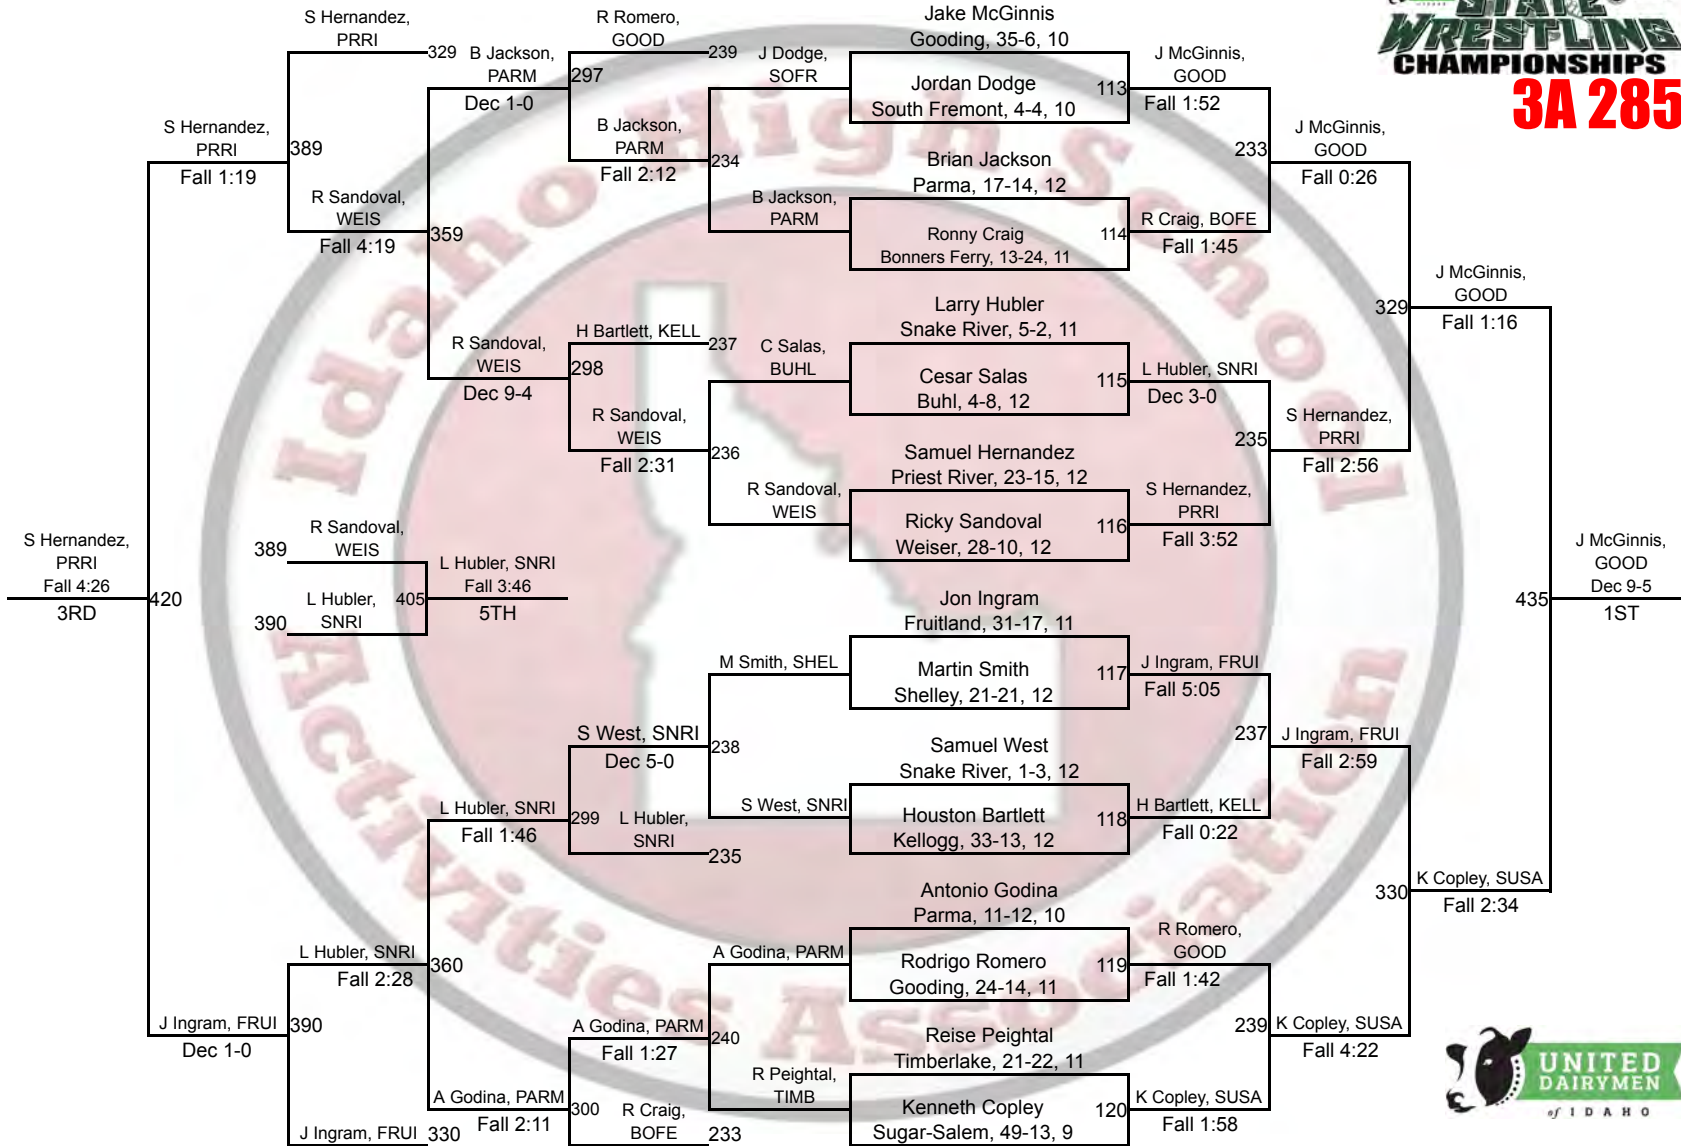 STATE
WRESTLING
CHAMPIONSHIPS
3A 285
Idaho High School
Activities Association
S Hernandez,
PRRI
329
B Jackson,
PARM
Dec 1-0
R Romero,
GOOD
239
297
J Dodge,
SOFR
Jake McGinnis
Gooding, 35-6, 10
Jordan Dodge
South Fremont, 4-4, 10
113
J McGinnis,
GOOD
Fall 1:52
S Hernandez,
PRRI
Fall 1:19
389
B Jackson,
PARM
Fall 2:12
234
Brian Jackson
Parma, 17-14, 12
233
J McGinnis,
GOOD
Fall 0:26
R Sandoval,
WEIS
Fall 4:19
359
B Jackson,
PARM
Ronny Craig
Bonners Ferry, 13-24, 11
114
R Craig, BOFE
Fall 1:45
Larry Hubler
Snake River, 5-2, 11
329
J McGinnis,
GOOD
Fall 1:16
R Sandoval,
WEIS
Dec 9-4
H Bartlett, KELL
237
298
C Salas,
BUHL
Cesar Salas
Buhl, 4-8, 12
115
L Hubler, SNRI
Dec 3-0
R Sandoval,
WEIS
Fall 2:31
236
Samuel Hernandez
Priest River, 23-15, 12
235
S Hernandez,
PRRI
Fall 2:56
R Sandoval,
WEIS
Ricky Sandoval
Weiser, 28-10, 12
116
S Hernandez,
PRRI
Fall 3:52
S Hernandez,
PRRI
Fall 4:26
3RD
420
389
R Sandoval,
WEIS
390
L Hubler,
SNRI
405
L Hubler, SNRI
Fall 3:46
5TH
435
J McGinnis,
GOOD
Dec 9-5
1ST
Jon Ingram
Fruitland, 31-17, 11
M Smith, SHEL
Martin Smith
Shelley, 21-21, 12
117
J Ingram, FRUI
Fall 5:05
S West, SNRI
Dec 5-0
238
Samuel West
Snake River, 1-3, 12
237
J Ingram, FRUI
Fall 2:59
L Hubler, SNRI
Fall 1:46
299
L Hubler,
SNRI
235
S West, SNRI
Houston Bartlett
Kellogg, 33-13, 12
118
H Bartlett, KELL
Fall 0:22
Antonio Godina
Parma, 11-12, 10
330
K Copley, SUSA
Fall 2:34
L Hubler, SNRI
Fall 2:28
360
A Godina, PARM
Rodrigo Romero
Gooding, 24-14, 11
119
R Romero,
GOOD
Fall 1:42
J Ingram, FRUI
Dec 1-0
390
A Godina, PARM
Fall 1:27
240
Reise Peightal
Timberlake, 21-22, 11
239
K Copley, SUSA
Fall 4:22
R Peightal,
TIMB
Kenneth Copley
Sugar-Salem, 49-13, 9
120
K Copley, SUSA
Fall 1:58
J Ingram, FRUI
330
A Godina, PARM
Fall 2:11
300
R Craig,
BOFE
233
UNITED
DAIRYMEN
of IDAHO